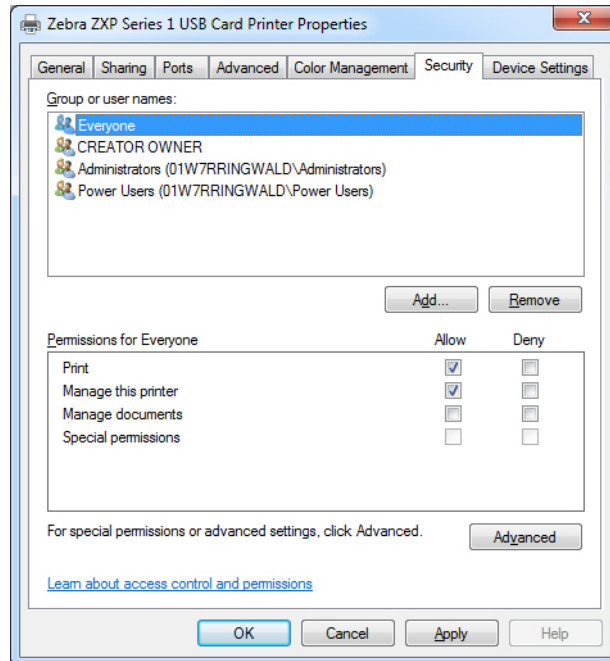 Zebra ZXP Series 1 USB Card Printer Properties
General Sharing Ports Advanced Color Management Security Device Settings
Group or user names:
Everyone
CREATOR OWNER
Administrators (01W7RRINGWALD\Administrators)
Power Users (01W7RRINGWALD\Power Users)
Add... Remove
Permissions for Everyone Allow Deny
Print
Manage this printer
Manage documents
Special permissions
For special permissions or advanced settings, click Advanced. Advanced
Learn about access control and permissions
OK Cancel Apply Help